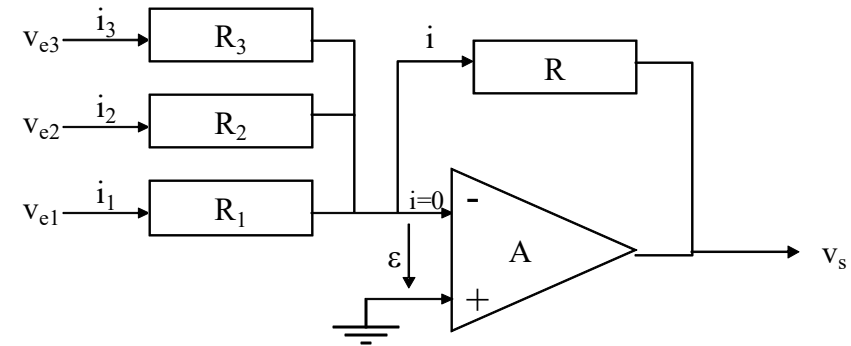 i₃
vₑ₃ R₃
i R
i₂
vₑ₂ R₂
i₁
vₑ₁ R₁ i=0 -
ε A vₛ
+